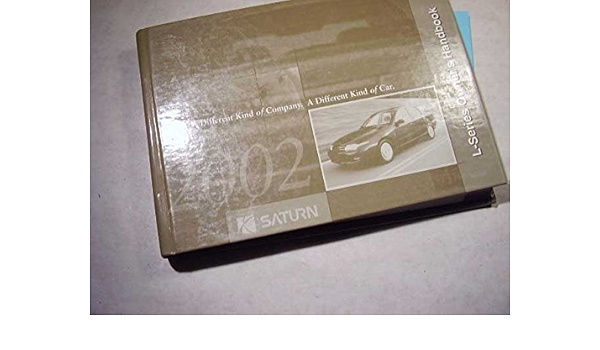 A Different Kind of Company. A Different Kind of Car.
2002
SATURN
L-Series Owner's Handbook